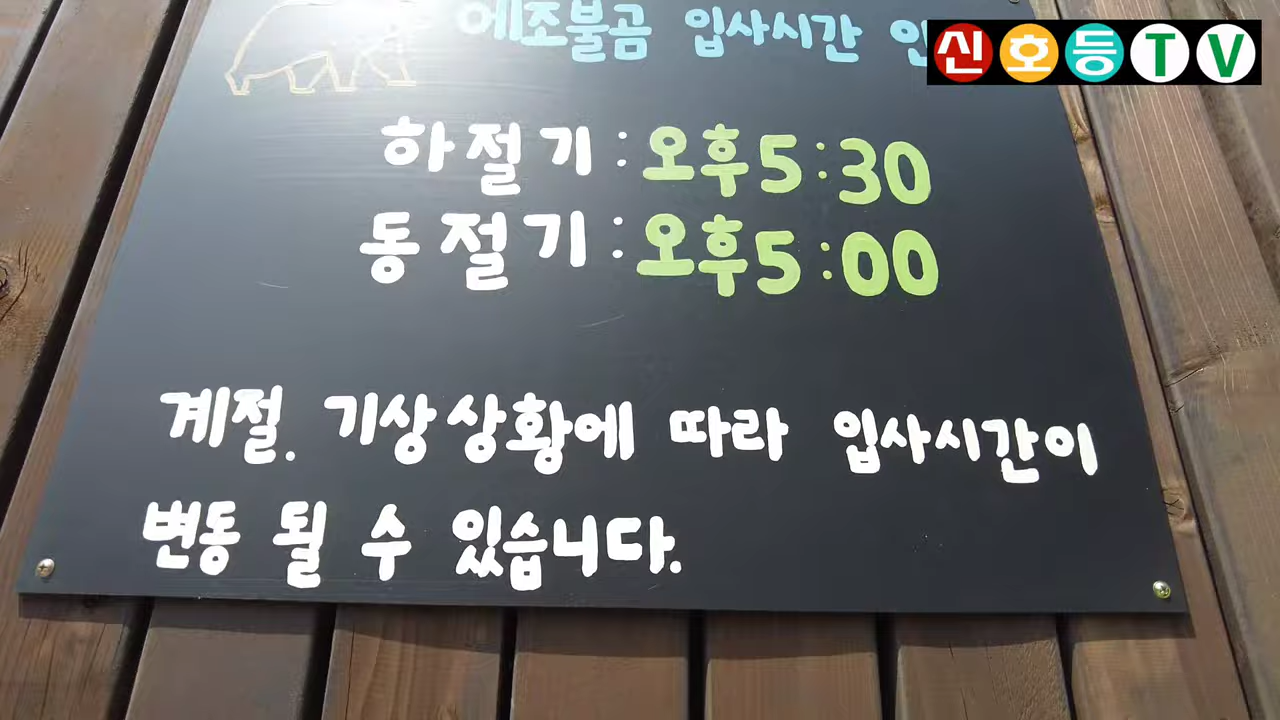 에조불곰 입사시간
신호등TV
하절기:오후5:30
동절기:오후5:00
계절. 기상상황에 따라 입사시간이
변동 될 수 있습니다.